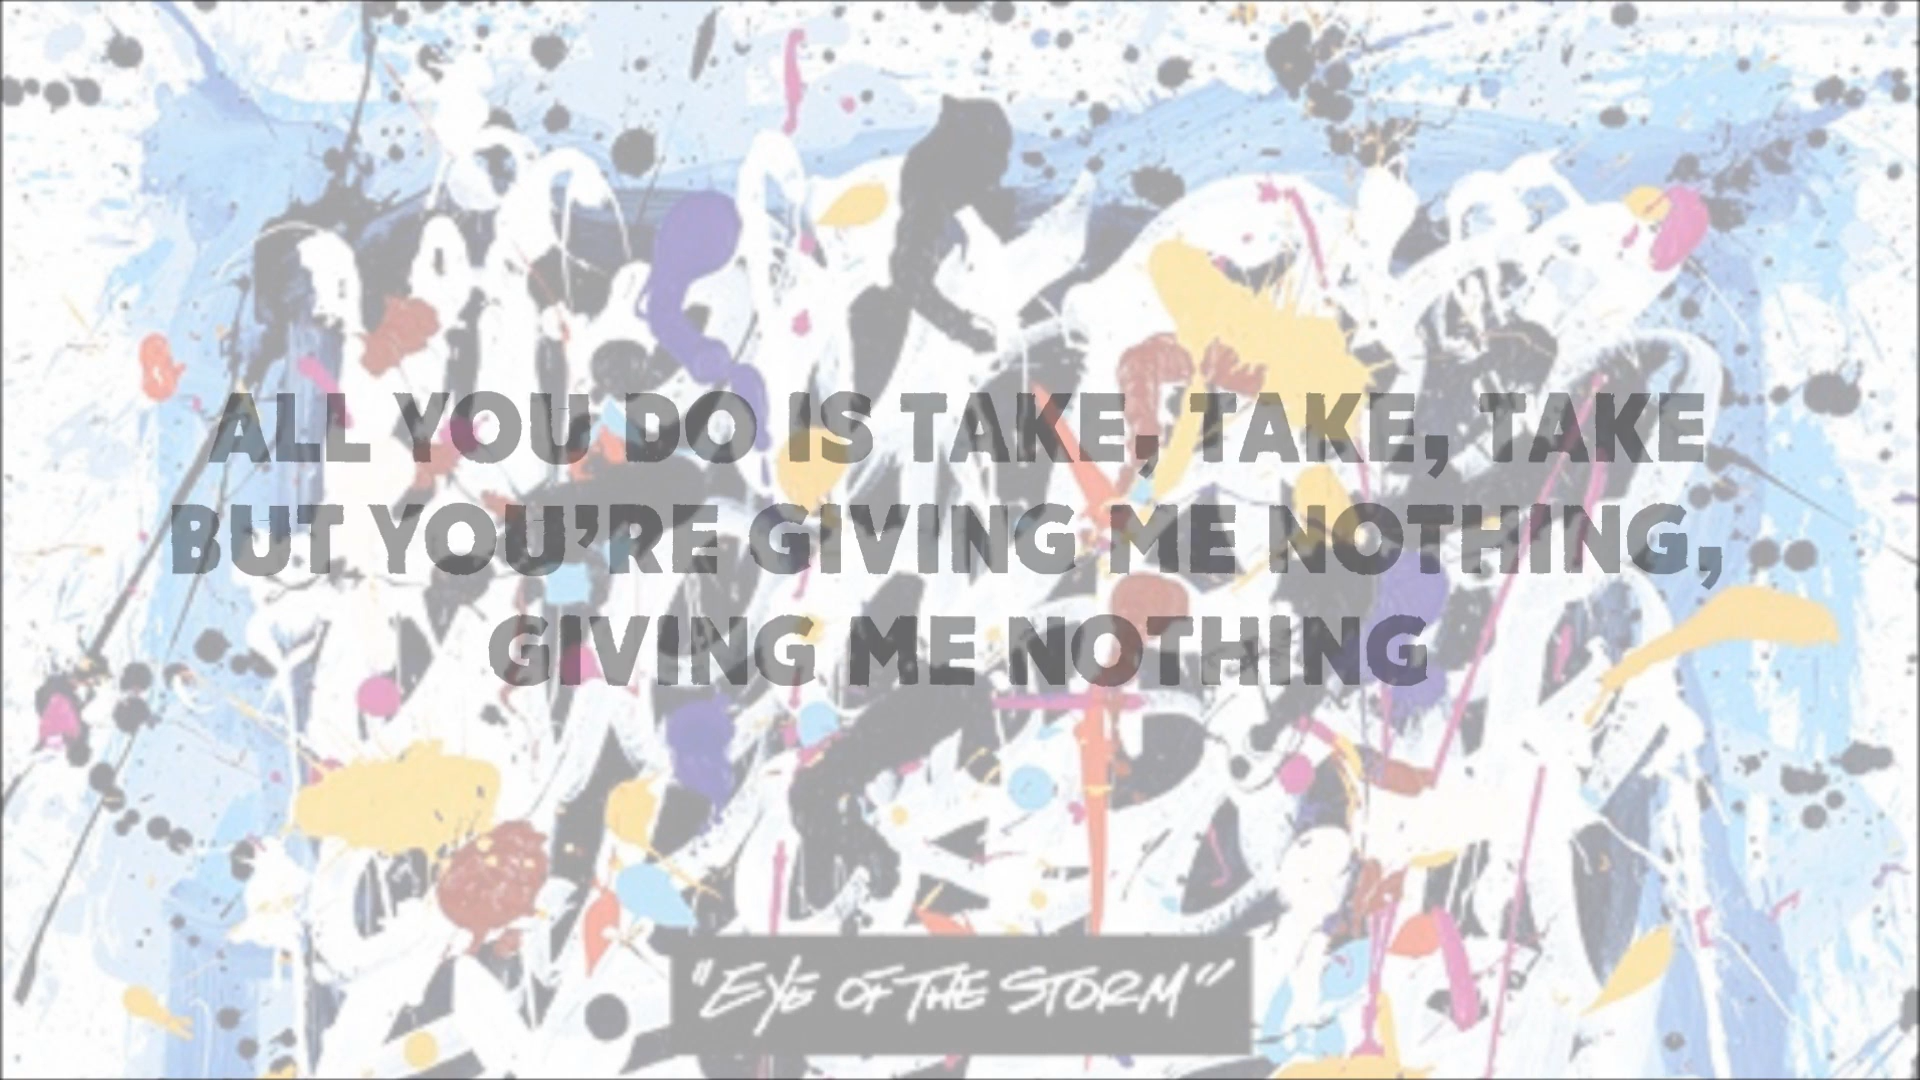 ALL YOU DO IS TAKE, TAKE, TAKE
BUT YOU'RE GIVING ME NOTHING,
GIVING ME NOTHING
"EYE OF THE STORM"